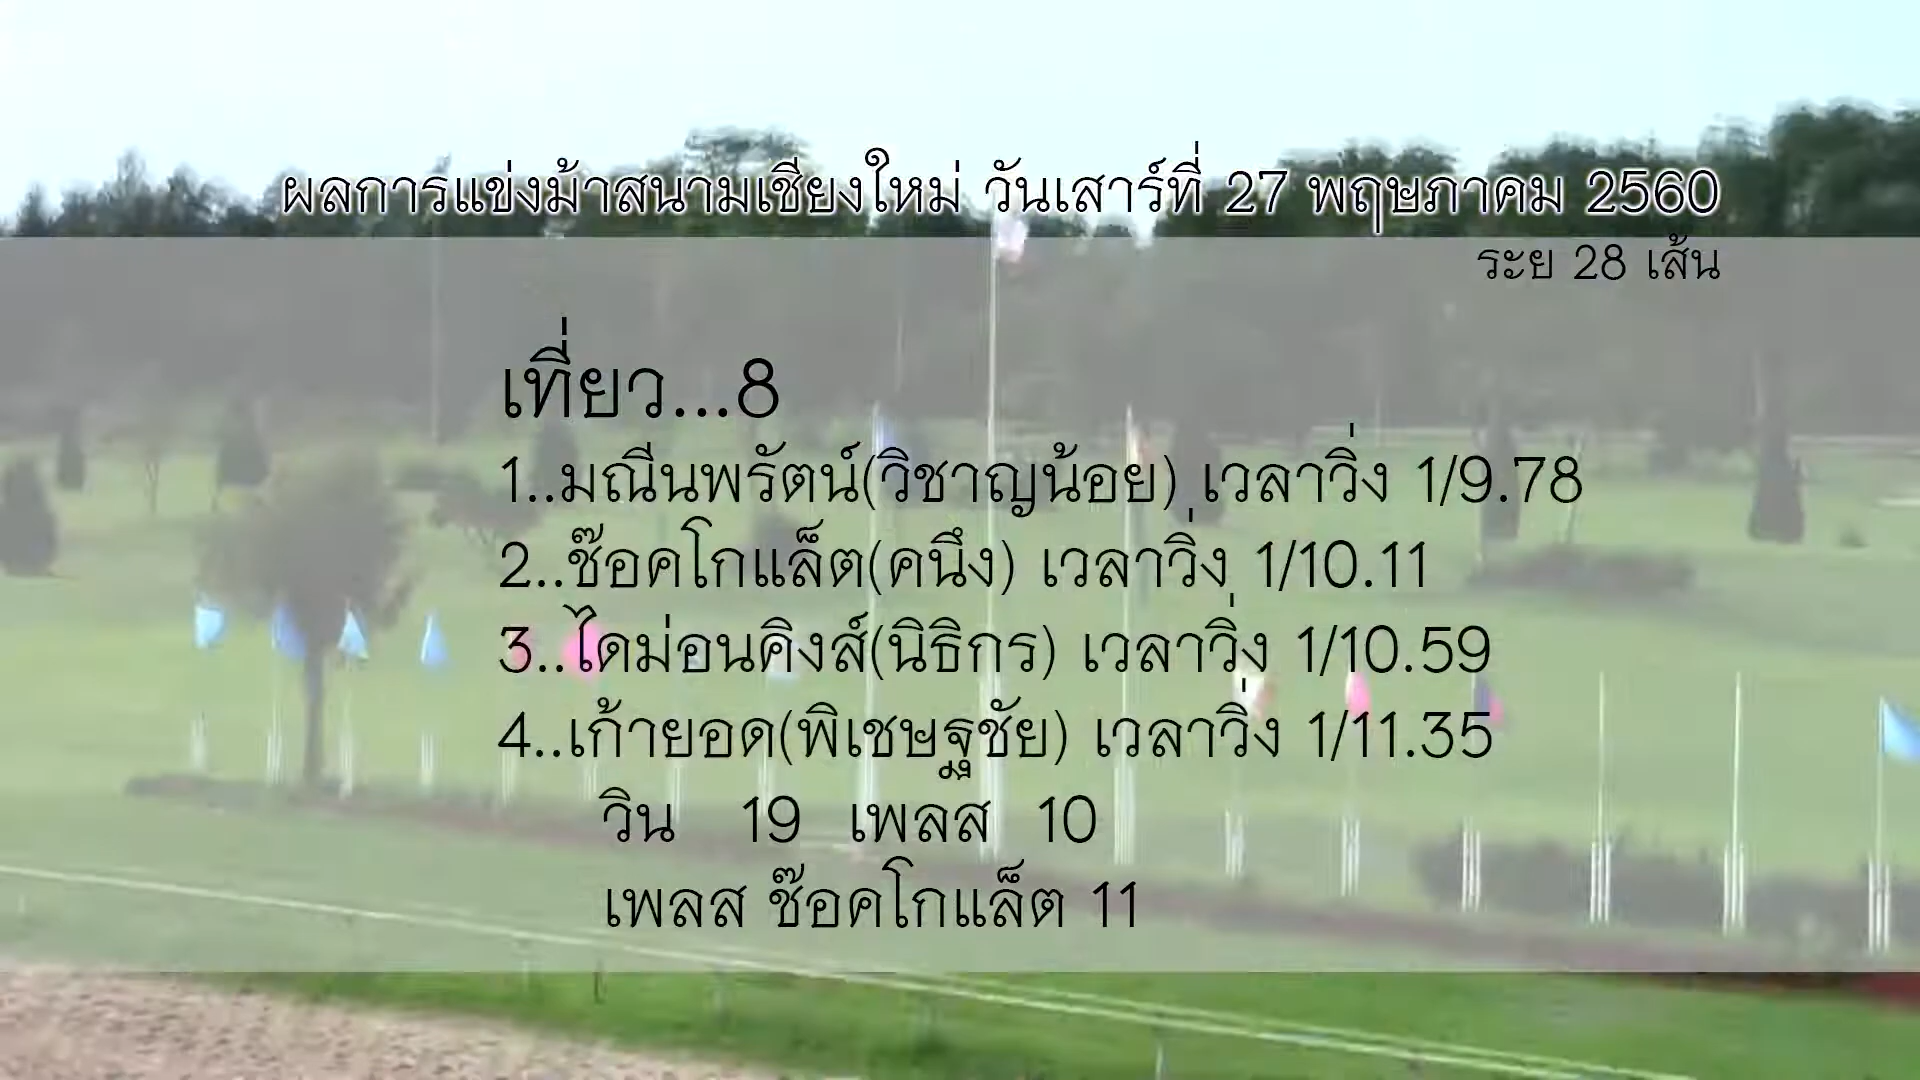 ผลการแข่งม้าสนามเชียงใหม่ วันเสาร์ที่ 27 พฤษภาคม 2560
ระย 28 เส้น
เที่ยว...8
1..มณีนพรัตน์(วิชาญน้อย) เวลาวิ่ง 1/9.78
2..ช๊อคโกแล็ต(คนึง) เวลาวิ่ง 1/10.11
3..ไดม่อนคิงส์(นิธิกร) เวลาวิ่ง 1/10.59
4..เก้ายอด(พิเชษฐชัย) เวลาวิ่ง 1/11.35
วิน 19 เพลส 10
เพลส ช๊อคโกแล็ต 11